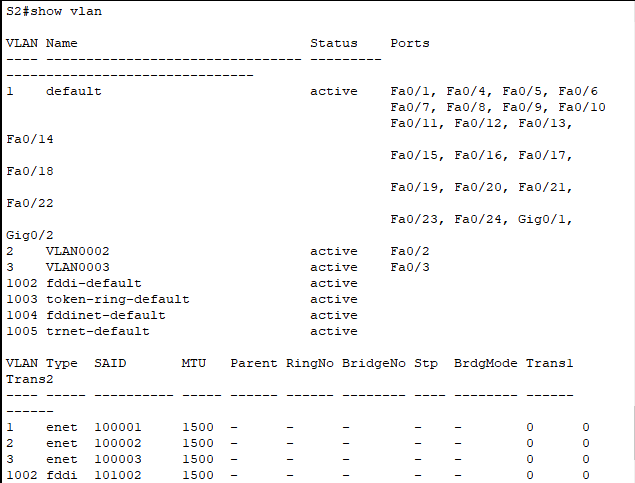 S2#show vlan
VLAN Name                             Status    Ports
---- -------------------------------- ---------
-------------------------------
1    default                          active    Fa0/1, Fa0/4, Fa0/5, Fa0/6
                                                Fa0/7, Fa0/8, Fa0/9, Fa0/10
                                                Fa0/11, Fa0/12, Fa0/13,
Fa0/14
                                                Fa0/15, Fa0/16, Fa0/17,
Fa0/18
                                                Fa0/19, Fa0/20, Fa0/21,
Fa0/22
                                                Fa0/23, Fa0/24, Gig0/1,
Gig0/2
2    VLAN0002                         active    Fa0/2
3    VLAN0003                         active    Fa0/3
1002 fddi-default                     active
1003 token-ring-default               active
1004 fddinet-default                  active
1005 trnet-default                    active
VLAN Type  SAID       MTU   Parent RingNo BridgeNo Stp  BrdgMode Trans1
Trans2
---- ----- ---------- ----- ------ ------ -------- ---- -------- ------
------
1    enet  100001     1500  -      -      -        -    -        0      0
2    enet  100002     1500  -      -      -        -    -        0      0
3    enet  100003     1500  -      -      -        -    -        0      0
1002 fddi  101002     1500  -      -      -        -    -        0      0